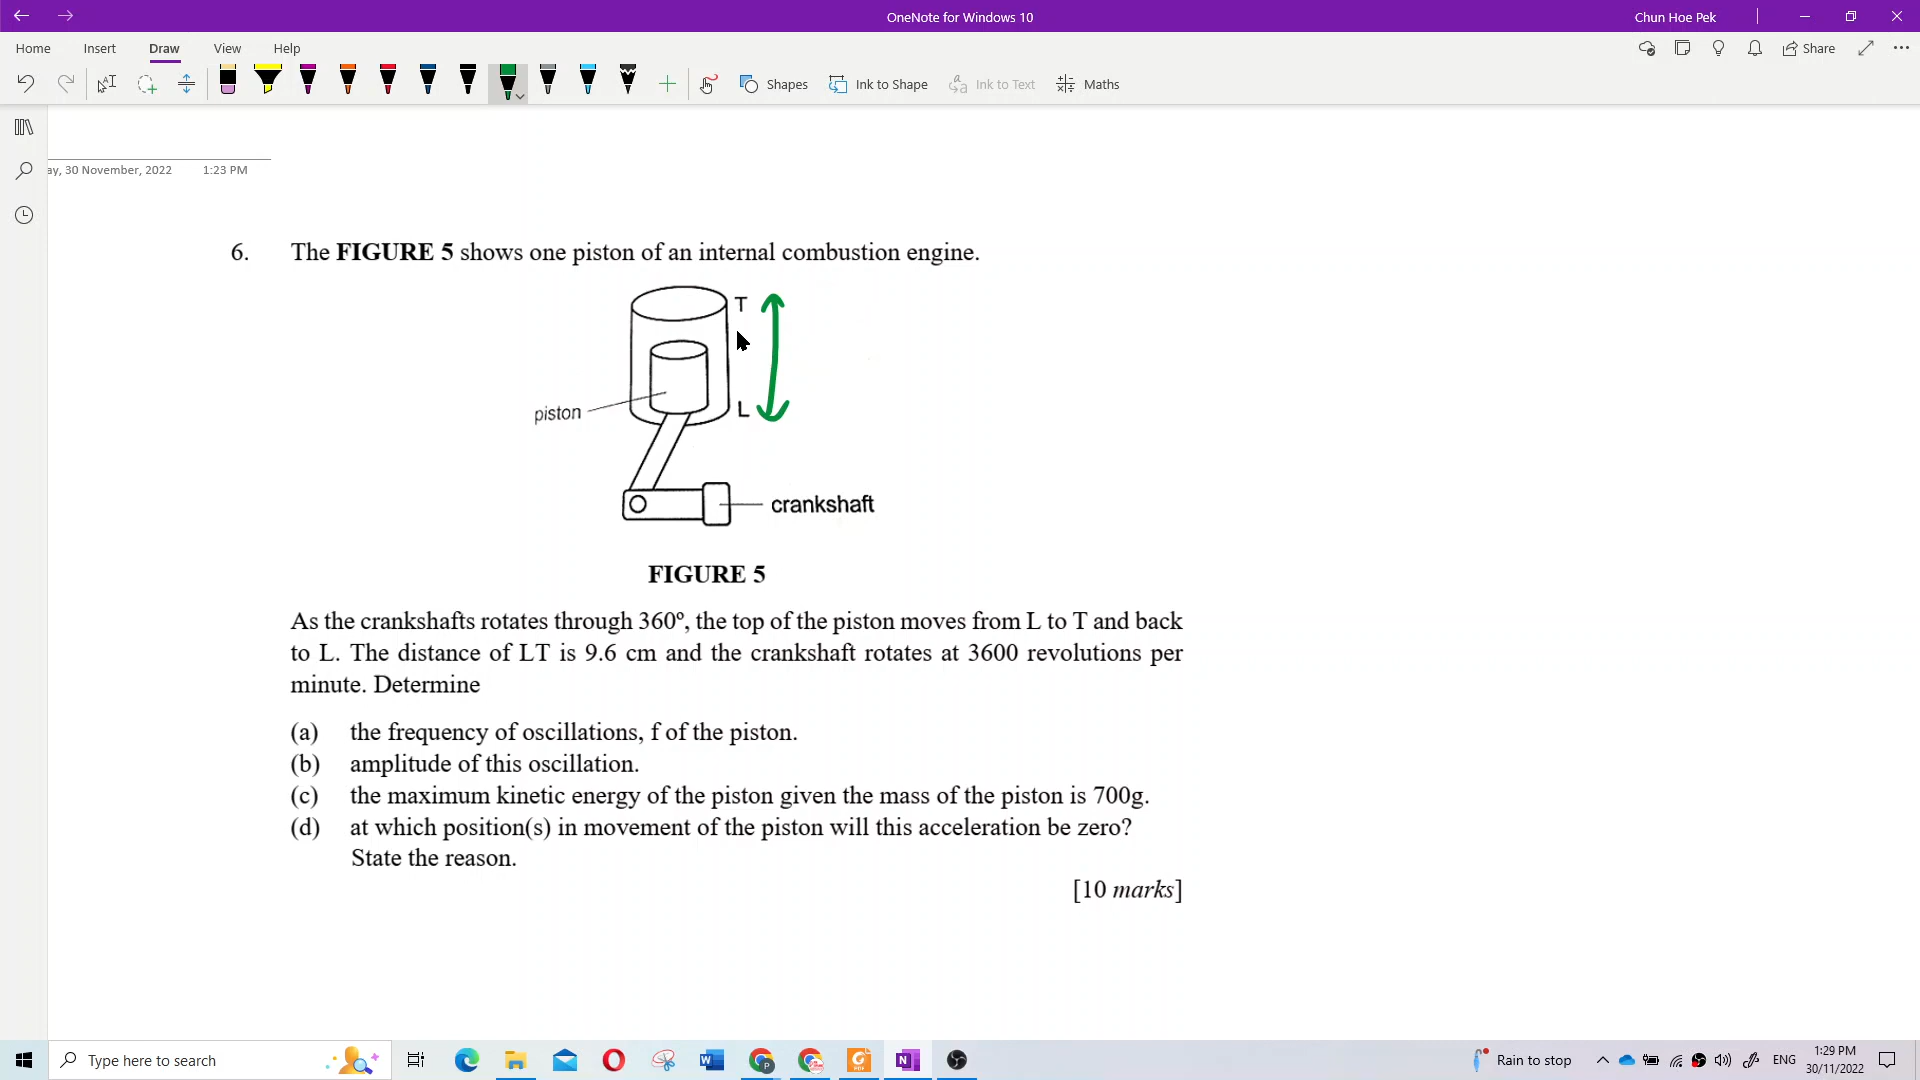 OneNote for Windows 10
Chun Hoe Pek
Home Insert Draw View Help
Share
Shapes Ink to Shape Ink to Text Maths
ay, 30 November, 2022 1:23 PM
6. The FIGURE 5 shows one piston of an internal combustion engine.
T
piston
L
crankshaft
FIGURE 5
As the crankshafts rotates through 360º, the top of the piston moves from L to T and back
to L. The distance of LT is 9.6 cm and the crankshaft rotates at 3600 revolutions per
minute. Determine
(a) the frequency of oscillations, f of the piston.
(b) amplitude of this oscillation.
(c) the maximum kinetic energy of the piston given the mass of the piston is 700g.
(d) at which position(s) in movement of the piston will this acceleration be zero?
State the reason.
[10 marks]
Type here to search
Rain to stop
ENG
1:29 PM
30/11/2022